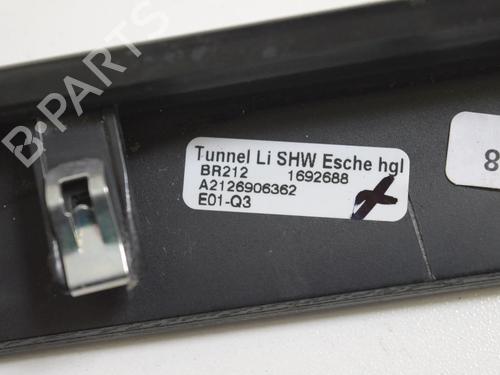 B-PARTS
Tunnel Li SHW Esche hgl
BR212 1692688
A2126906362
E01-Q3
8